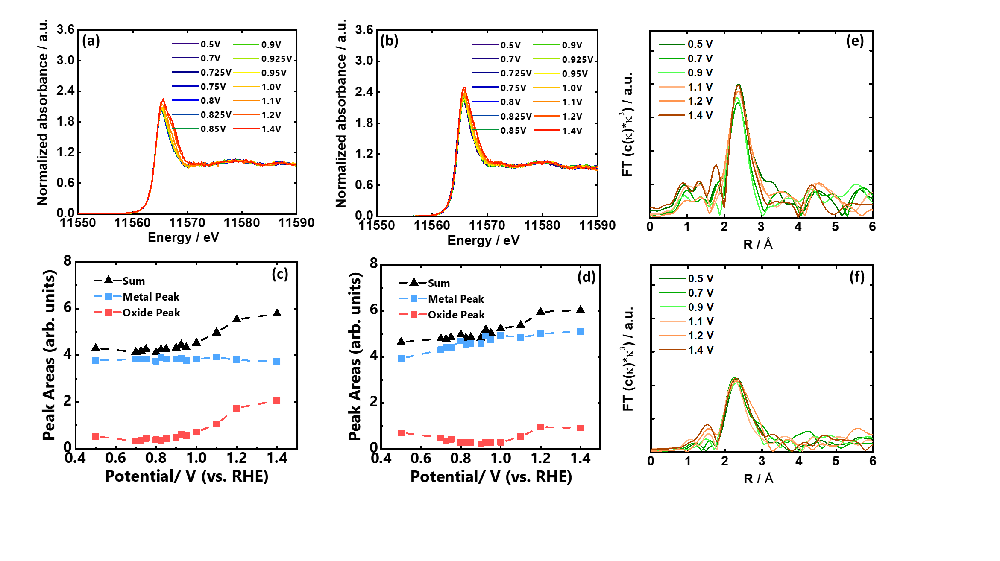 (a)
Normalized absorbance / a.u.
3.6
3.0
2.4
1.8
1.2
0.6
0.0
0.5V 0.9V
0.7V 0.925V
0.725V 0.95V
0.75V 1.0V
0.8V 1.1V
0.825V 1.2V
0.85V 1.4V
11550 11560 11570 11580 11590
Energy / eV
(b)
Normalized absorbance / a.u.
3.6
3.0
2.4
1.8
1.2
0.6
0.0
0.5V 0.9V
0.7V 0.925V
0.725V 0.95V
0.75V 1.0V
0.8V 1.1V
0.825V 1.2V
0.85V 1.4V
11550 11560 11570 11580 11590
Energy / eV
(e)
FT (c(κ)*κ³) / a.u.
0.5 V
0.7 V
0.9 V
1.1 V
1.2 V
1.4 V
0 1 2 3 4 5 6
R / Å
(c)
Peak Areas (arb. units)
8
6
4
2
0
Sum
Metal Peak
Oxide Peak
0.4 0.6 0.8 1.0 1.2 1.4
Potential/ V (vs. RHE)
(d)
Peak Areas (arb. units)
8
6
4
2
0
Sum
Metal Peak
Oxide Peak
0.4 0.6 0.8 1.0 1.2 1.4
Potential/ V (vs. RHE)
(f)
FT (c(κ)*κ³) / a.u.
0.5 V
0.7 V
0.9 V
1.1 V
1.2 V
1.4 V
0 1 2 3 4 5 6
R / Å